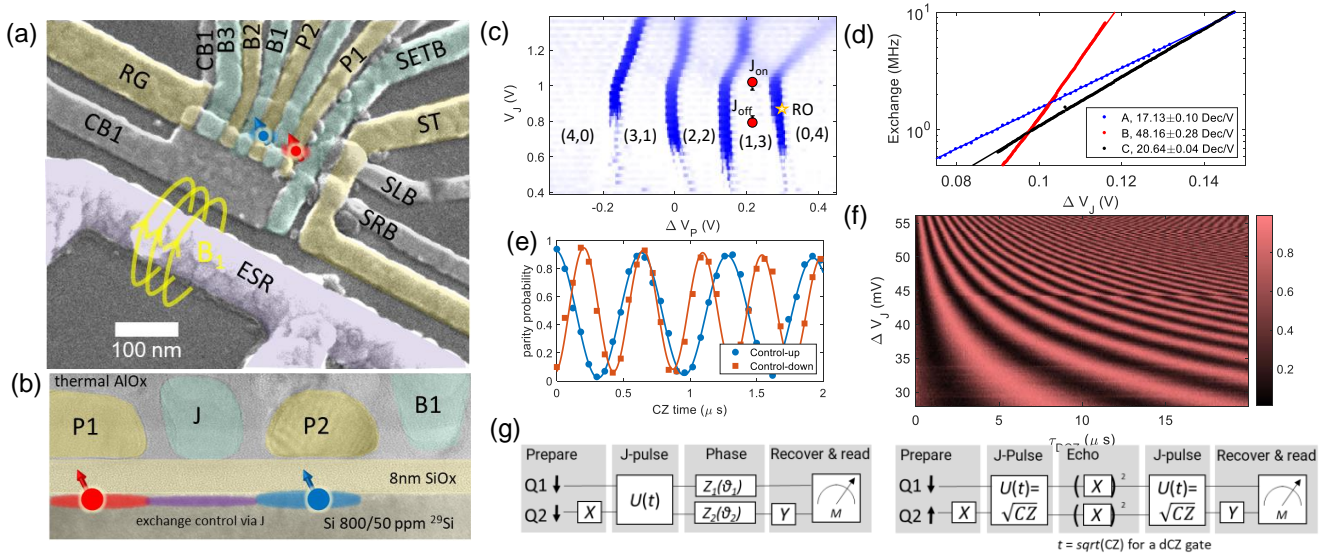 (a)
CB1
B3
B2
B1
P2
P1
SETB
RG
CB1
ST
SLB
SRB
B1
ESR
100 nm
(b)
thermal AlOx
P1
J
P2
B1
8nm SiOx
exchange control via J
Si 800/50 ppm ²⁹Si
(c)
V_J (V)
1.2
1
0.8
0.6
0.4
J_on
J_off
RO
(4,0)
(3,1)
(2,2)
(1,3)
(0,4)
-0.2
0
0.2
0.4
Δ V_P (V)
(d)
Exchange (MHz)
10¹
10⁰
A, 17.13±0.10 Dec/V
B, 48.16±0.28 Dec/V
C, 20.64±0.04 Dec/V
0.08
0.1
0.12
0.14
Δ V_J (V)
(e)
parity probability
1
0.8
0.6
0.4
0.2
0
Control-up
Control-down
0
0.5
1
1.5
2
CZ time (μ s)
(f)
Δ V_J (mV)
55
50
45
40
35
30
0
5
10
15
0.8
0.6
0.4
0.2
(g)
Prepare
J-pulse
Phase
Recover & read
Q1
Q2
X
U(t)
Z₁(ϑ₁)
Z₂(ϑ₂)
Y
M
Prepare
J-Pulse
Echo
J-pulse
Recover & read
Q1
Q2
X
U(t)=
√CZ
( X ) ²
( X ) ²
U(t)=
√CZ
Y
M
t = sqrt(CZ) for a dCZ gate